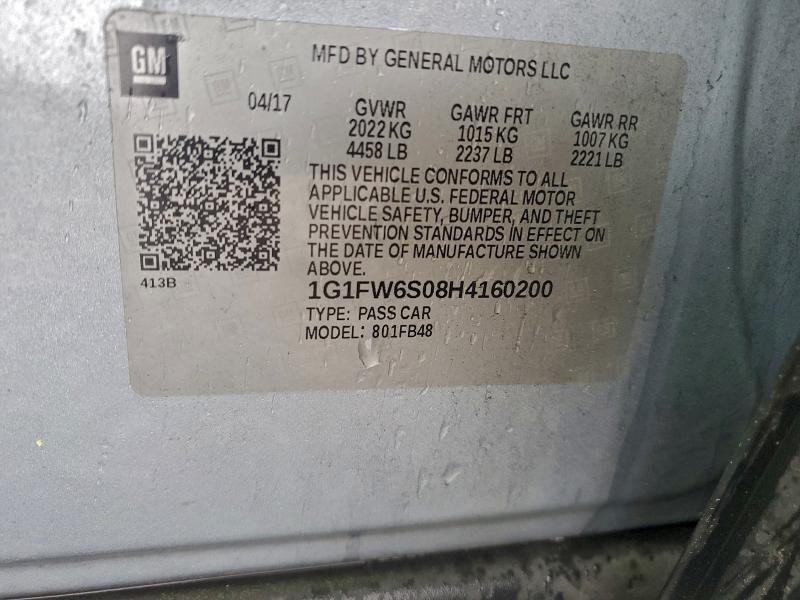 GM
MFD BY GENERAL MOTORS LLC
04/17
GVWR GAWR FRT GAWR RR
2022 KG 1015 KG 1007 KG
4458 LB 2237 LB 2221 LB
THIS VEHICLE CONFORMS TO ALL
APPLICABLE U.S. FEDERAL MOTOR
VEHICLE SAFETY, BUMPER, AND THEFT
PREVENTION STANDARDS IN EFFECT ON
THE DATE OF MANUFACTURE SHOWN
ABOVE.
413B
1G1FW6S08H4160200
TYPE: PASS CAR
MODEL: 801FB48